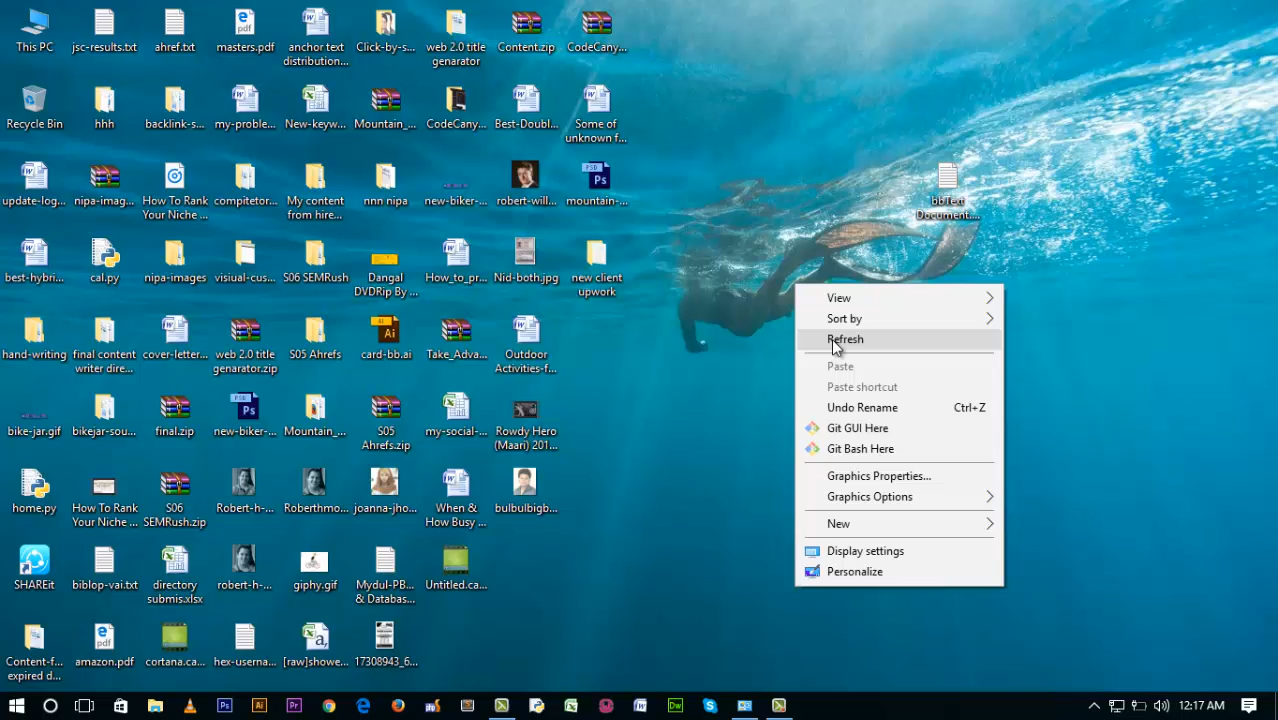 This PC
jsc-results.txt
ahref.txt
masters.pdf
anchor text
distribution...
Click-by-s...
web 2.0 title
genarator
Content.zip
CodeCany...
Recycle Bin
hhh
backlink-s...
my-proble...
New-keyw...
Mountain_...
CodeCany...
Best-Doubl...
Some of
unknown f...
update-log...
nipa-imag...
How To Rank
Your Niche ...
compitetor...
My content
from hire...
nnn nipa
new-biker-...
robert-will...
mountain-...
bbText
Document....
best-hybri...
cal.py
nipa-images
visiual-cus...
S06 SEMRush
Dangal
DVDRip By ...
How_to_pr...
Nid-both.jpg
new client
upwork
hand-writing
final content
writer dire...
cover-letter...
web 2.0 title
genarator.zip
S05 Ahrefs
card-bb.ai
Take_Adva...
Outdoor
Activities-f...
bike-jar.gif
bikejar-sou...
final.zip
new-biker-...
Mountain_...
S05
Ahrefs.zip
my-social-...
Rowdy Hero
(Maari) 201...
home.py
How To Rank
Your Niche ...
S06
SEMRush.zip
Robert-h-...
Roberthmo...
joanna-jho...
When &
How Busy ...
bulbulbigb...
SHAREit
biblop-vai.txt
directory
submis.xlsx
robert-h-...
giphy.gif
Mydul-PB...
& Databas...
Untitled.ca...
Content-f...
expired d...
amazon.pdf
cortana.ca...
hex-userna...
[raw]showe...
17308943_6...
View
Sort by
Refresh
Paste
Paste shortcut
Undo Rename Ctrl+Z
Git GUI Here
Git Bash Here
Graphics Properties...
Graphics Options
New
Display settings
Personalize
12:17 AM